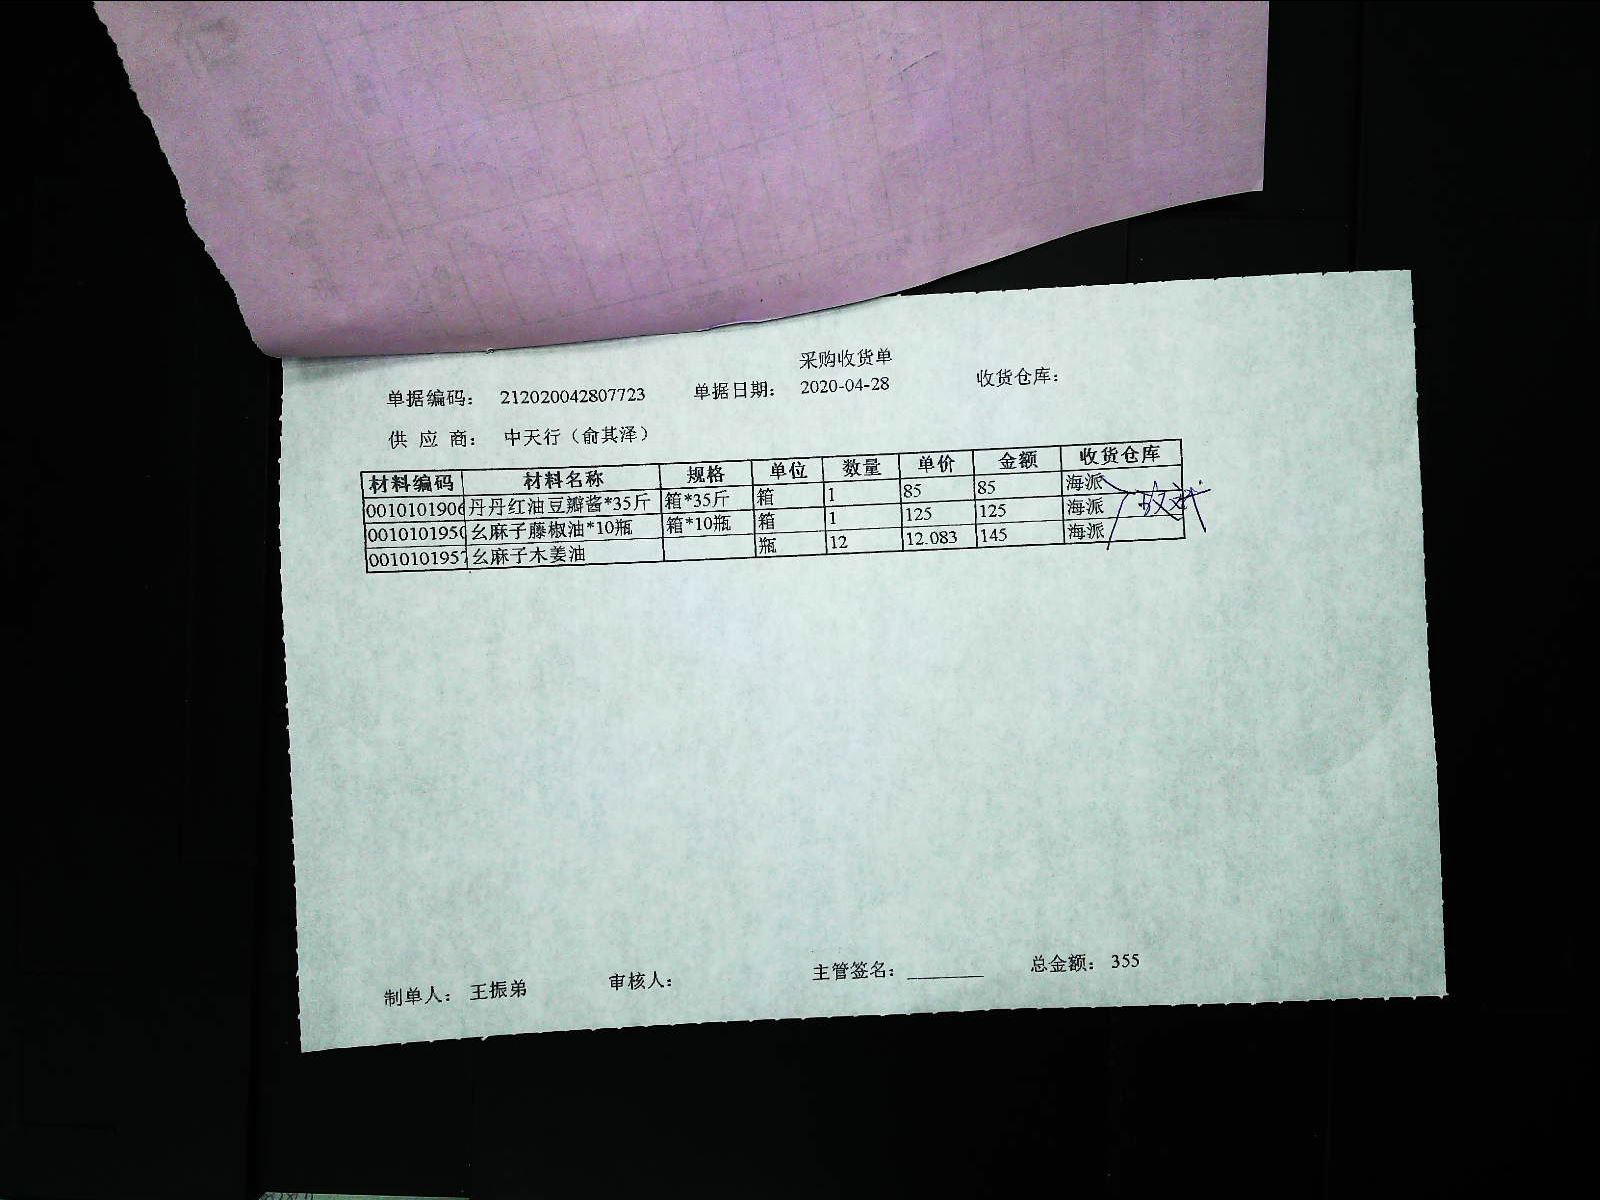 采购收货单
单据编码： 212020042807723 单据日期： 2020-04-28 收货仓库：
供 应 商： 中天行（俞其泽）
材料编码 材料名称 规格 单位 数量 单价 金额 收货仓库
0010101906 丹丹红油豆瓣酱*35斤 箱*35斤 箱 1 85 85 海派
001010195 幺麻子藤椒油*10瓶 箱*10瓶 箱 1 125 125 海派
001010195 幺麻子木姜油 瓶 12 12.083 145 海派
制单人： 王振弟 审核人： 主管签名： 总金额： 355